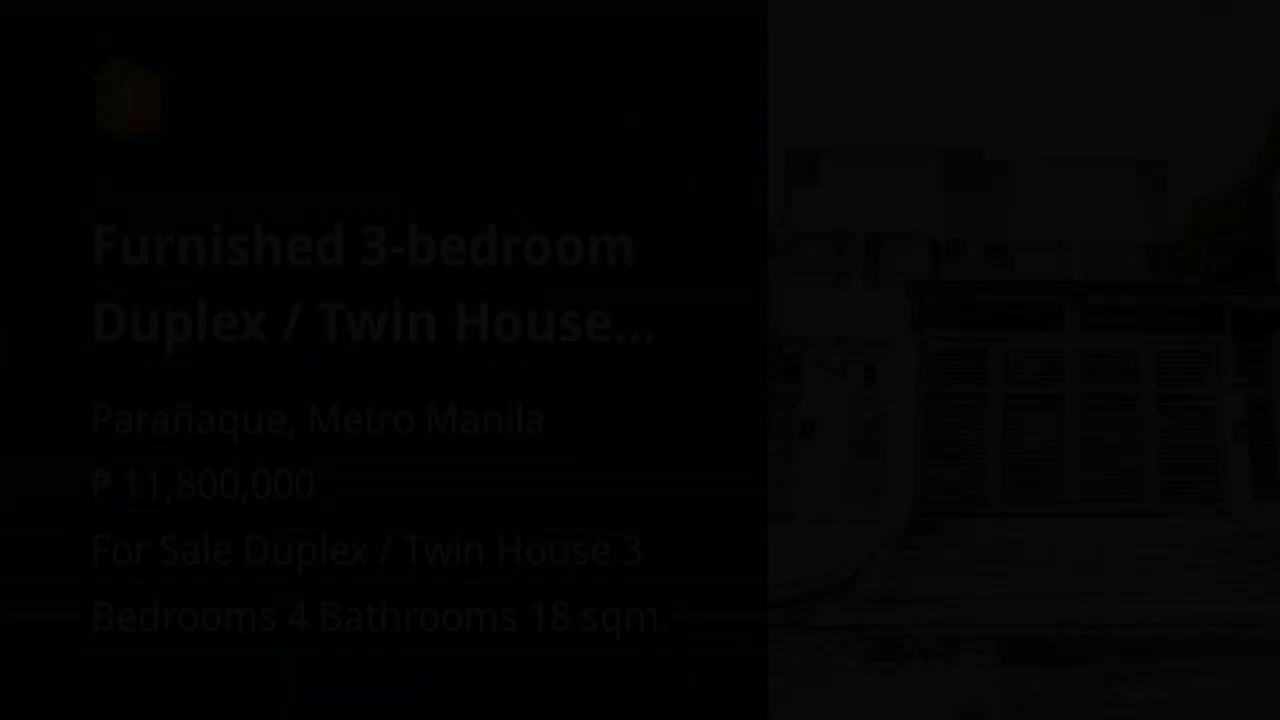 Furnished 3-bedroom
Duplex / Twin House...
Parañaque, Metro Manila
₱ 11,800,000
For Sale Duplex / Twin House 3
Bedrooms 4 Bathrooms 18 sqm.